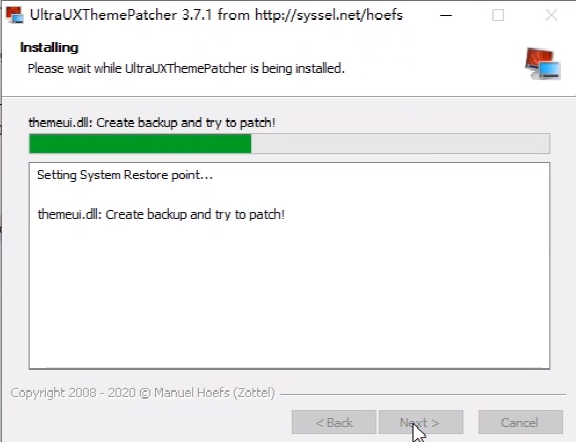 UltraUXThemePatcher 3.7.1 from http://syssel.net/hoefs
Installing
Please wait while UltraUXThemePatcher is being installed.
themeui.dll: Create backup and try to patch!
Setting System Restore point...
themeui.dll: Create backup and try to patch!
Copyright 2008 - 2020 © Manuel Hoefs (Zottel)
< Back
Next >
Cancel